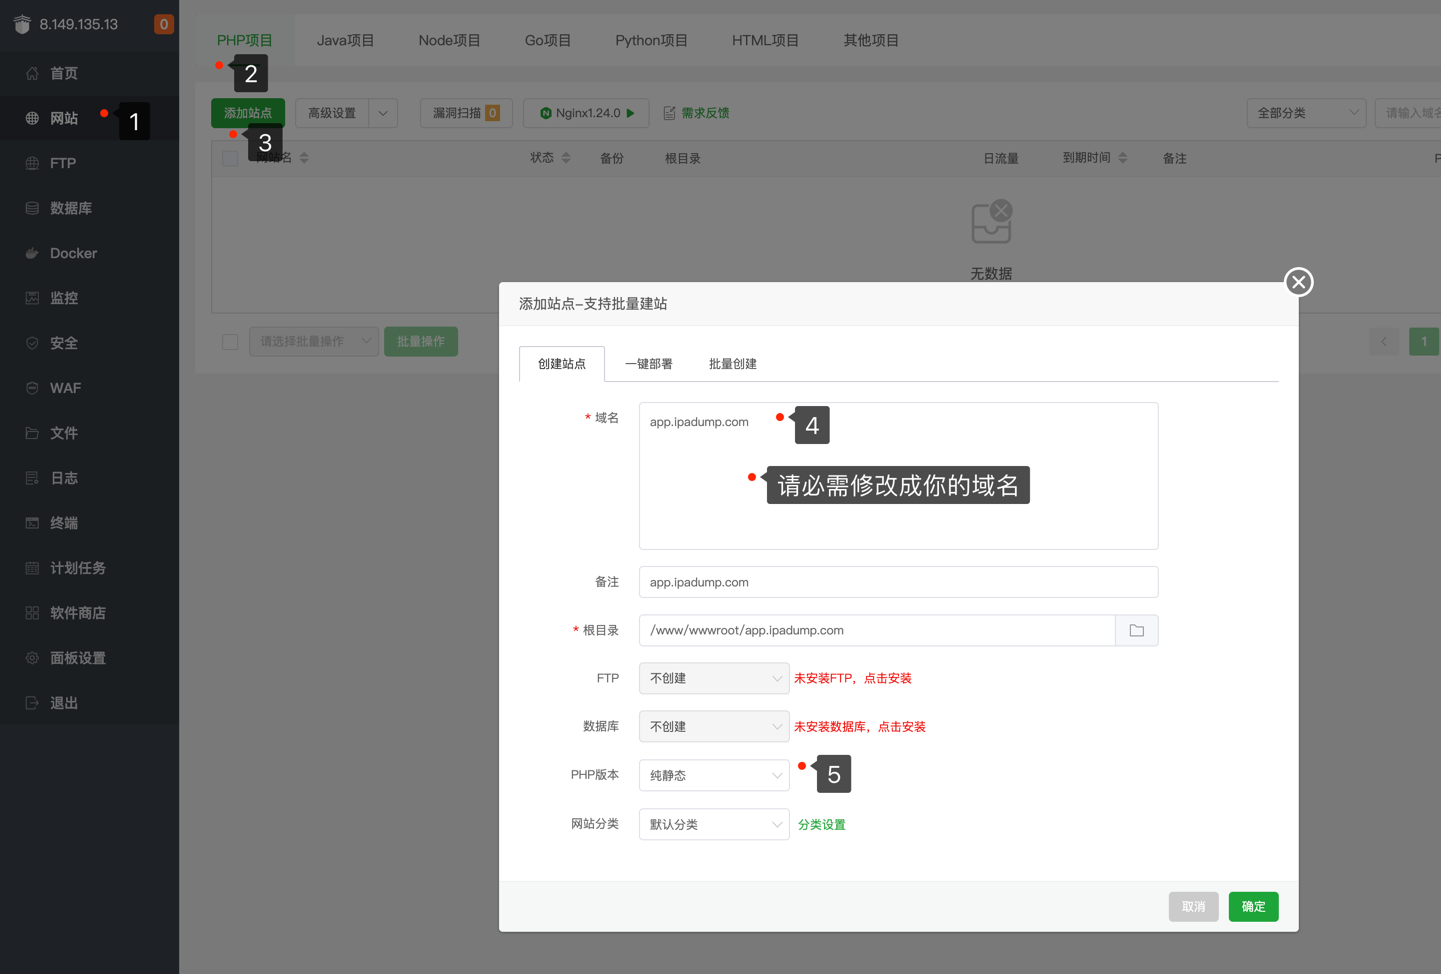 8.149.135.13
0
首页
网站
1
FTP
数据库
Docker
监控
安全
WAF
文件
日志
终端
计划任务
软件商店
面板设置
退出
PHP项目
Java项目
Node项目
Go项目
Python项目
HTML项目
其他项目
2
添加站点
高级设置
漏洞扫描 0
Nginx1.24.0
需求反馈
全部分类
请输入域名
3
网站名
状态
备份
根目录
日流量
到期时间
备注
无数据
请选择批量操作
批量操作
1
添加站点-支持批量建站
创建站点
一键部署
批量创建
* 域名
app.ipadump.com
4
请必需修改成你的域名
备注
app.ipadump.com
* 根目录
/www/wwwroot/app.ipadump.com
FTP
不创建
未安装FTP，点击安装
数据库
不创建
未安装数据库，点击安装
PHP版本
纯静态
5
网站分类
默认分类
分类设置
取消
确定